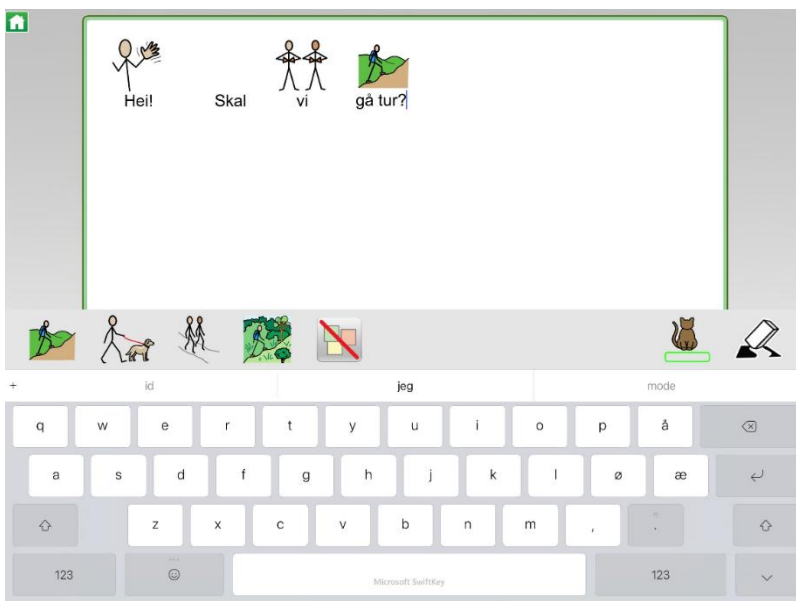 Hei! Skal vi gå tur?
+ id jeg mode
q w e r t y u i o p å
a s d f g h j k l ø æ
z x c v b n m , .
123 Microsoft SwiftKey 123